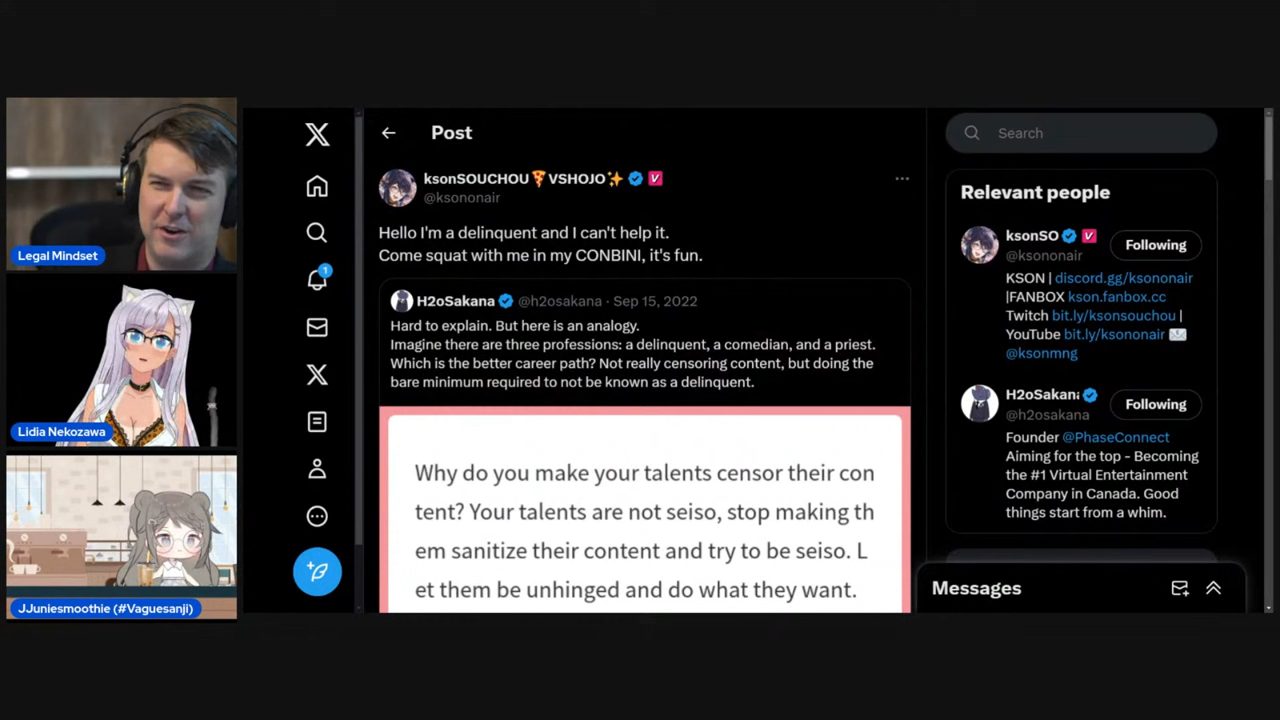 Legal Mindset
Lidia Nekozawa
JJuniesmoothie (#Vaguesanji)
1
Post
ksonSOUCHOU🍕VSHOJO✨
@ksononair
Hello I'm a delinquent and I can't help it.
Come squat with me in my CONBINI, it's fun.
H2oSakana @h2osakana · Sep 15, 2022
Hard to explain. But here is an analogy.
Imagine there are three professions: a delinquent, a comedian, and a priest.
Which is the better career path? Not really censoring content, but doing the
bare minimum required to not be known as a delinquent.
Why do you make your talents censor their con
tent? Your talents are not seiso, stop making th
em sanitize their content and try to be seiso. L
et them be unhinged and do what they want.
Search
Relevant people
ksonSO
@ksononair
Following
KSON | discord.gg/ksononair
|FANBOX kson.fanbox.cc
Twitch bit.ly/ksonsouchou |
YouTube bit.ly/ksononair ✉️
@ksonmng
H2oSakana
@h2osakana
Following
Founder @PhaseConnect
Aiming for the top - Becoming
the #1 Virtual Entertainment
Company in Canada. Good
things start from a whim.
Messages